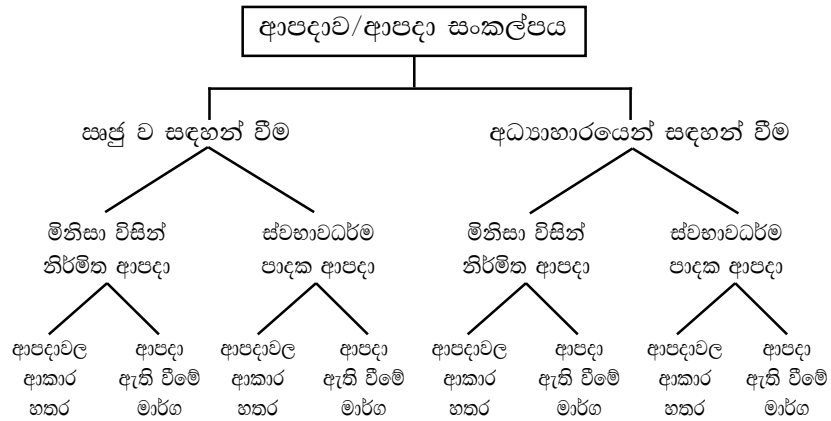 ආපදාව/ආපදා සංකල්පය
ඍජු ව සඳහන් වීම
අධ්‍යාහාරයෙන් සඳහන් වීම
මිනිසා විසින්
නිර්මිත ආපදා
ස්වභාවධර්ම
පාදක ආපදා
මිනිසා විසින්
නිර්මිත ආපදා
ස්වභාවධර්ම
පාදක ආපදා
ආපදාවල
ආකාර
හතර
ආපදා
ඇති වීමේ
මාර්ග
ආපදාවල
ආකාර
හතර
ආපදා
ඇති වීමේ
මාර්ග
ආපදාවල
ආකාර
හතර
ආපදා
ඇති වීමේ
මාර්ග
ආපදාවල
ආකාර
හතර
ආපදා
ඇති වීමේ
මාර්ග